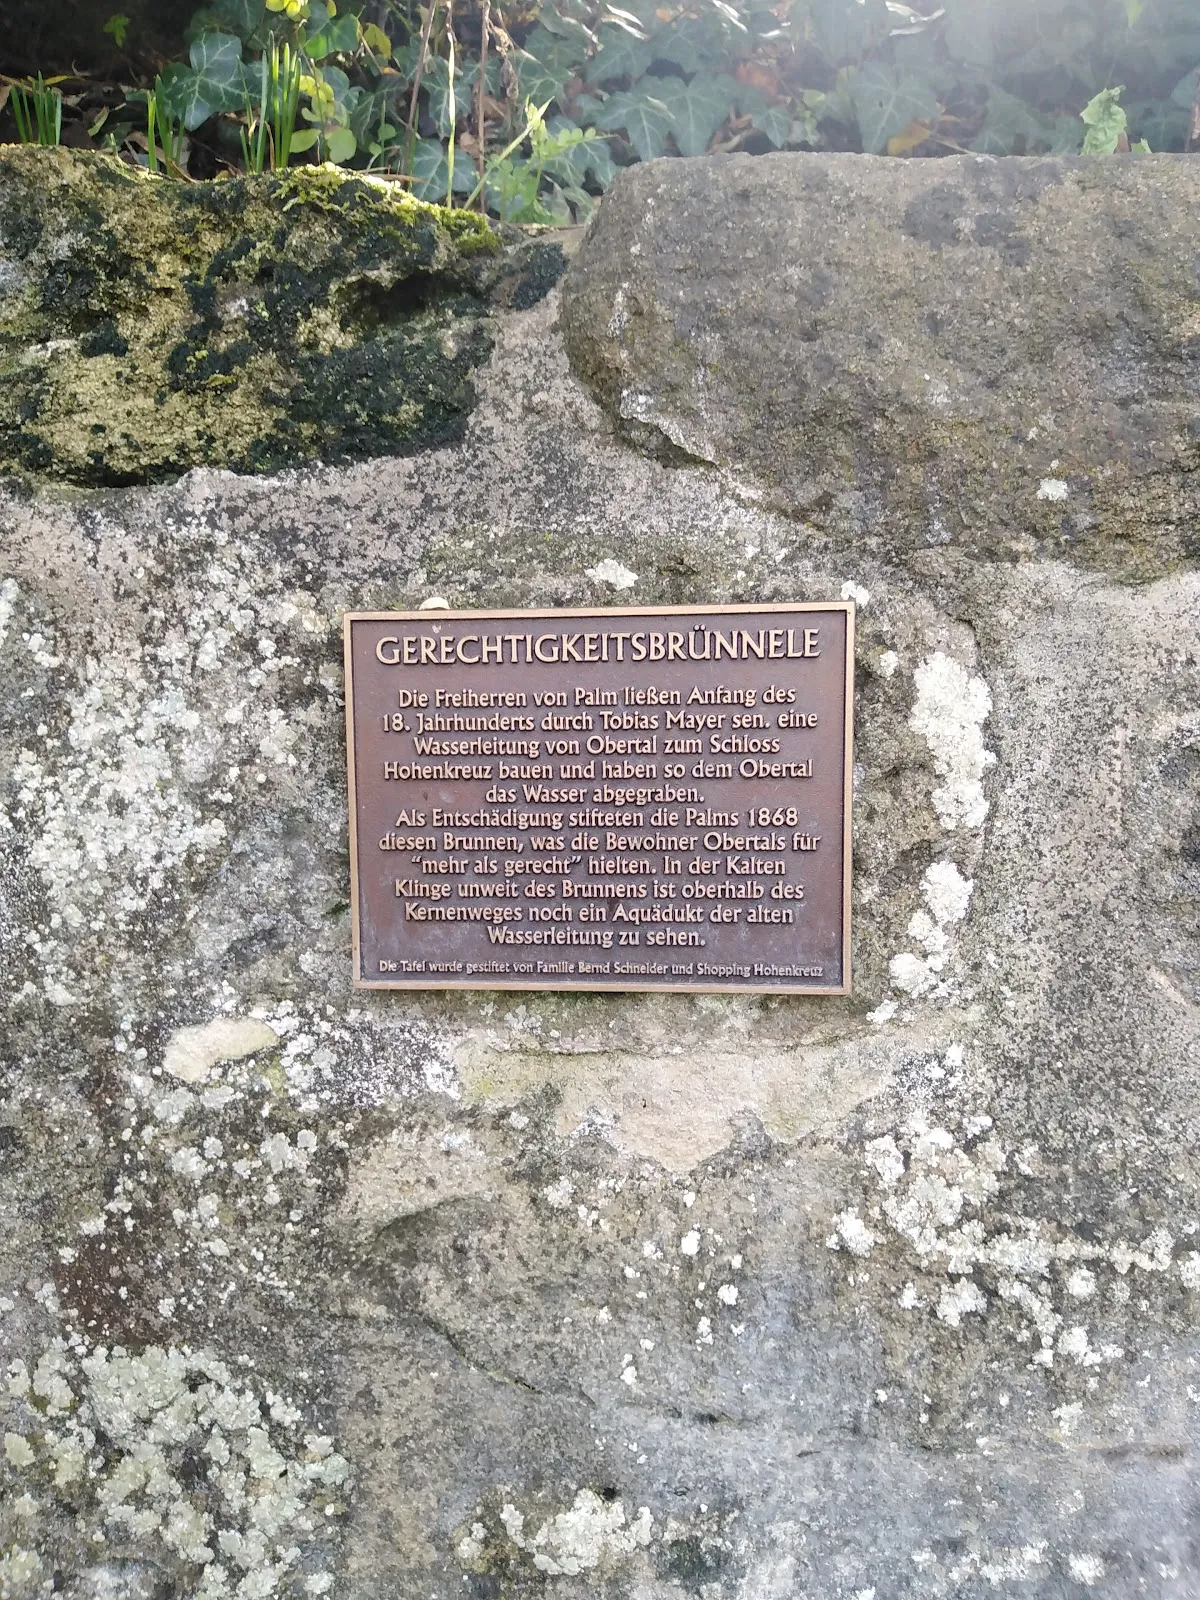 GERECHTIGKEITSBRÜNNELE
Die Freiherren von Palm ließen Anfang des
18. Jahrhunderts durch Tobias Mayer sen. eine
Wasserleitung von Obertal zum Schloss
Hohenkreuz bauen und haben so dem Obertal
das Wasser abgegraben.
Als Entschädigung stifteten die Palms 1868
diesen Brunnen, was die Bewohner Obertals für
“mehr als gerecht” hielten. In der Kalten
Klinge unweit des Brunnens ist oberhalb des
Kernenweges noch ein Aquädukt der alten
Wasserleitung zu sehen.
Die Tafel wurde gestiftet von Familie Bernd Schneider und Shopping Hohenkreuz